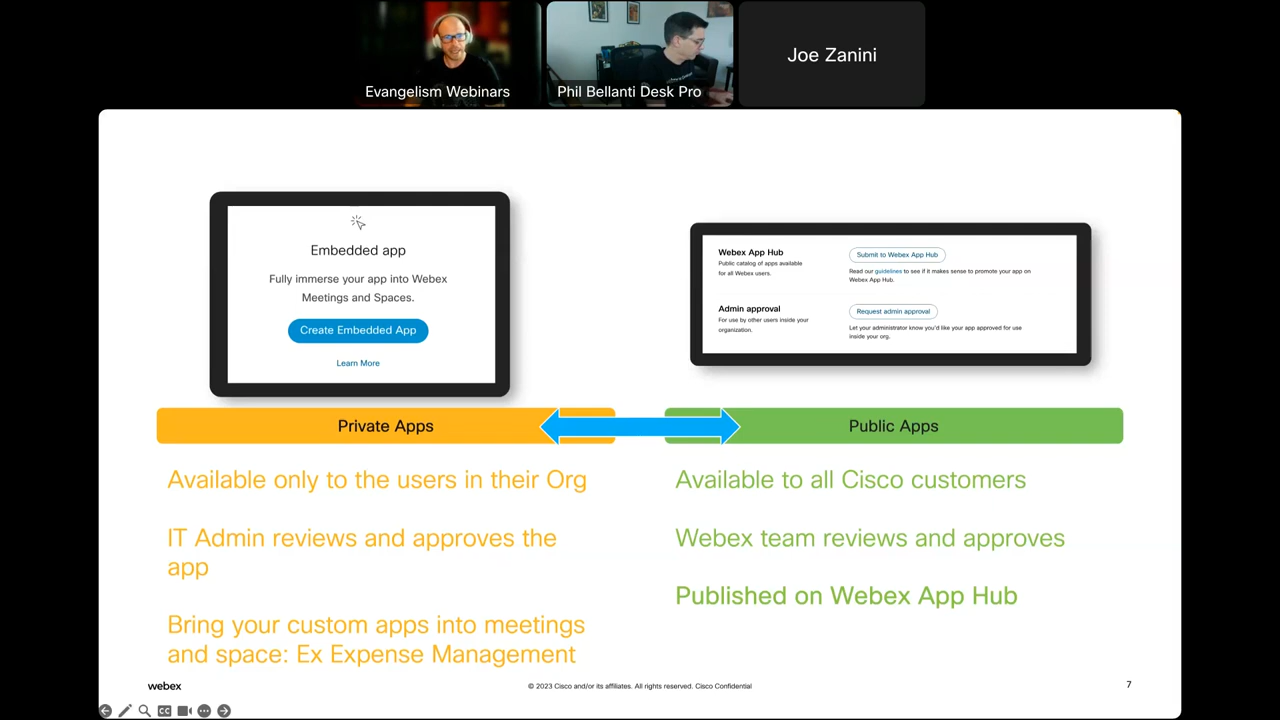 Evangelism Webinars
Phil Bellanti Desk Pro
Joe Zanini
Embedded app
Fully immerse your app into Webex
Meetings and Spaces.
Create Embedded App
Learn More
Webex App Hub
Public catalog of apps available
for all Webex users.
Submit to Webex App Hub
Read our guidelines to see if it makes sense to promote your app on
Webex App Hub.
Admin approval
For use by other users inside your
organization.
Request admin approval
Let your administrator know you'd like your app approved for use
inside your org.
Private Apps
Available only to the users in their Org
IT Admin reviews and approves the
app
Bring your custom apps into meetings
and space: Ex Expense Management
Public Apps
Available to all Cisco customers
Webex team reviews and approves
Published on Webex App Hub
webex
© 2023 Cisco and/or its affiliates. All rights reserved. Cisco Confidential
7
CC